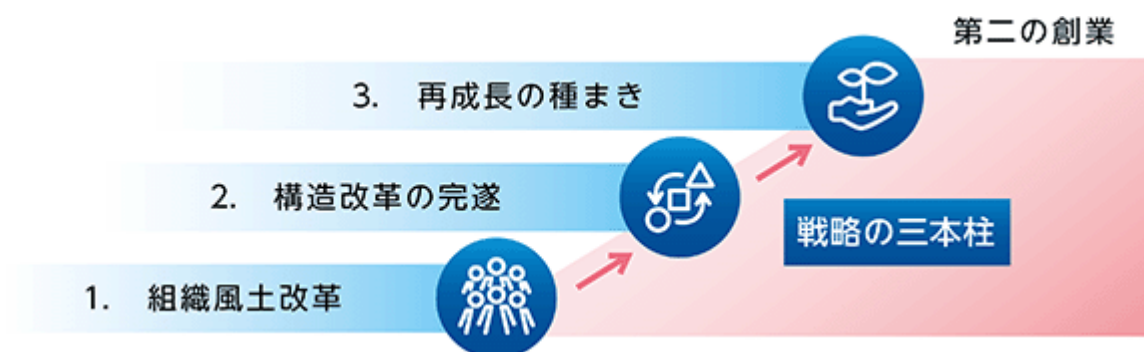 第二の創業
3. 再成長の種まき
2. 構造改革の完遂
戦略の三本柱
1. 組織風土改革